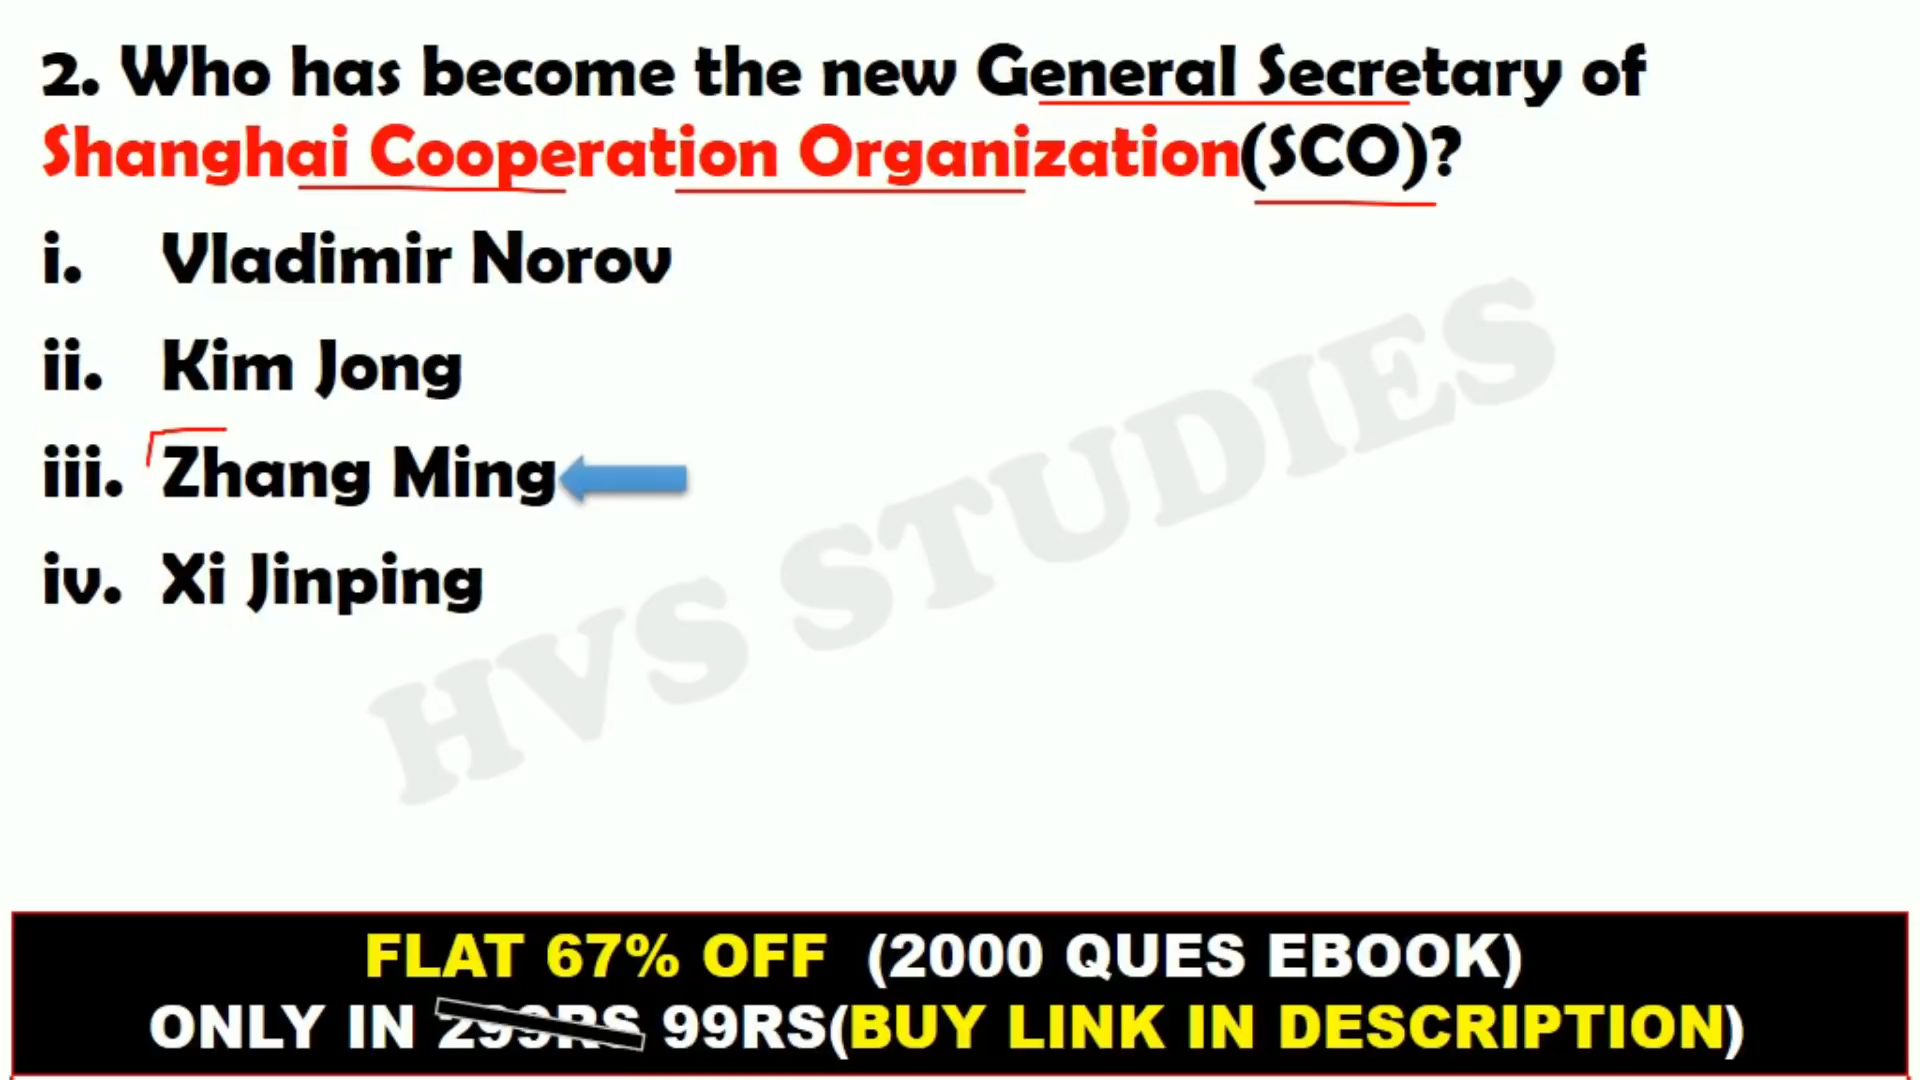 2. Who has become the new General Secretary of
Shanghai Cooperation Organization(SCO)?
i. Vladimir Norov
ii. Kim Jong
iii. Zhang Ming
iv. Xi Jinping
HVS STUDIES
FLAT 67% OFF (2000 QUES EBOOK)
ONLY IN 299RS 99RS(BUY LINK IN DESCRIPTION)